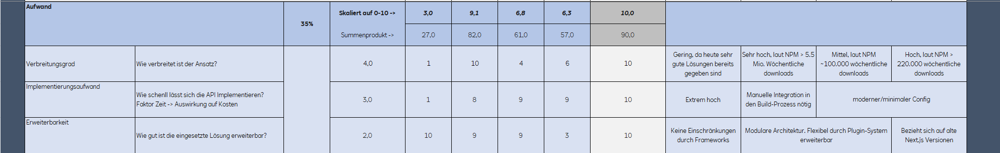 Aufwand
35%
Skaliert auf 0-10 -> 3,0 9,1 6,8 6,3 10,0
Summenprodukt -> 27,0 82,0 61,0 57,0 90,0
Verbreitungsgrad
Wie verbreitet ist der Ansatz?
4,0 1 10 4 6 10
Gering, da heute sehr
gute Lösungen bereits
gegeben sind
Sehr hoch, laut NPM > 5.5
Mio. Wöchentliche
downloads
Mittel, laut NPM
~100.000 wöchentliche
downloads
Hoch, laut NPM >
220.000 wöchentliche
downloads
Implementierungsaufwand
Wie schenll lässt sich die API Implementieren?
Faktor Zeit -> Auswirkung auf Kosten
3,0 1 8 9 9 10
Extrem hoch
Manuelle Integration in
den Build-Prozess nötig
moderner/minimaler Config
Erweiterbarkeit
Wie gut ist die eingesetzte Lösung erweiterbar?
2,0 10 9 9 3 10
Keine Einschränkungen
durch Frameworks
Modulare Architektur. Flexibel durch Plugin-System
erweiterbar
Bezieht sich auf alte
Next.js Versionen